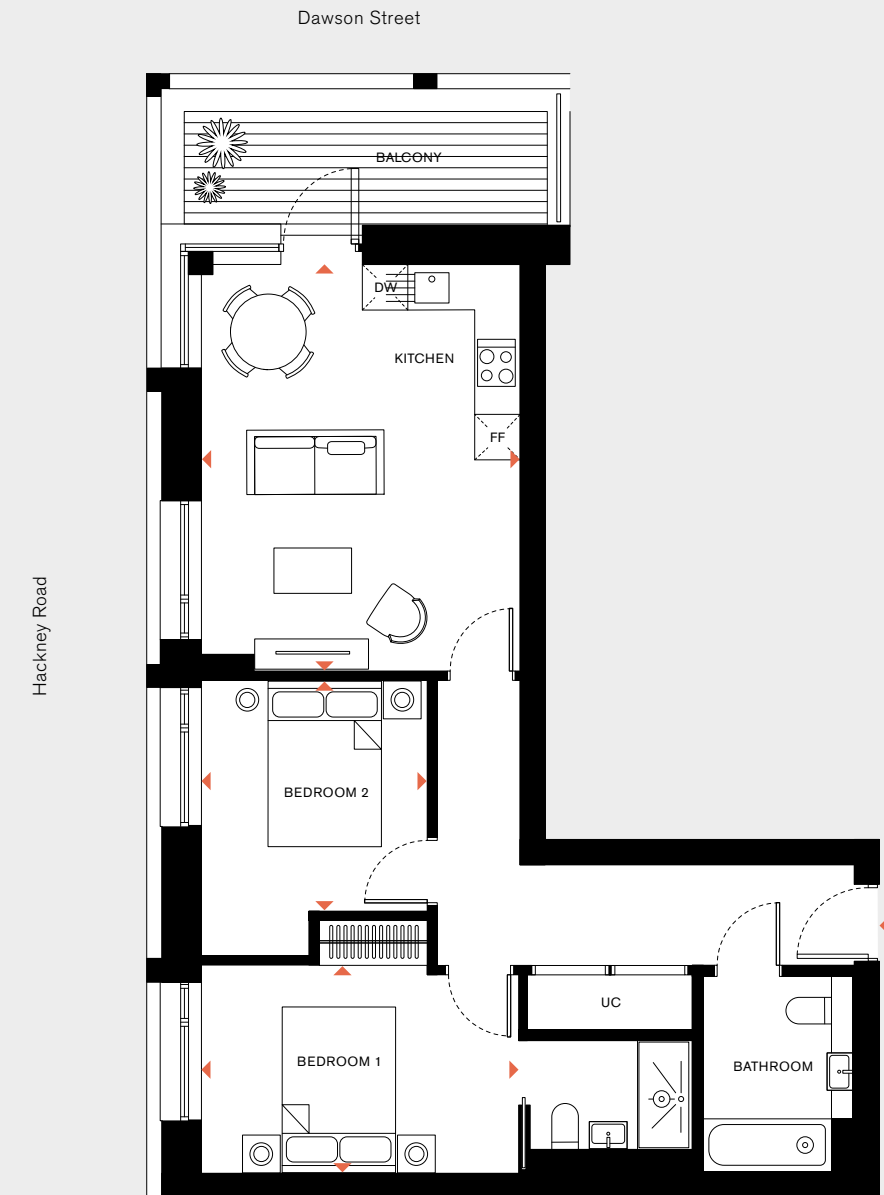 Dawson Street
BALCONY
DW
KITCHEN
FF
Hackney Road
BEDROOM 2
UC
BEDROOM 1
BATHROOM